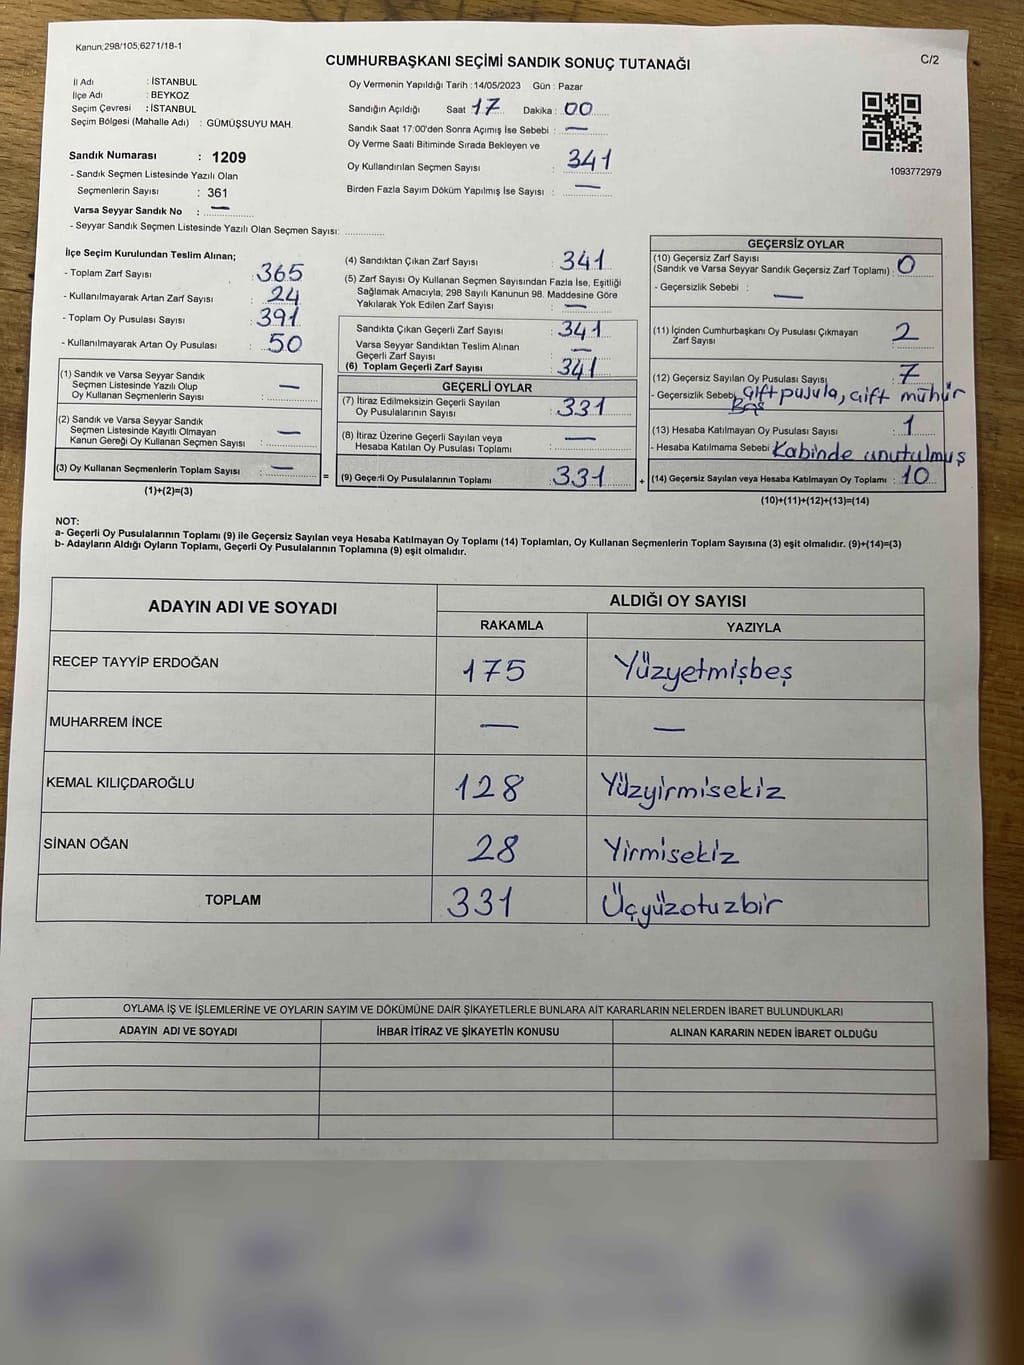 Kanun;298/105,6271/18-1
C/2
CUMHURBAŞKANI SEÇİMİ SANDIK SONUÇ TUTANAĞI
İl Adı : İSTANBUL
İlçe Adı : BEYKOZ
Seçim Çevresi : İSTANBUL
Seçim Bölgesi (Mahalle Adı) : GÜMÜŞSUYU MAH.
Sandık Numarası : 1209
- Sandık Seçmen Listesinde Yazılı Olan
Seçmenlerin Sayısı : 361
Varsa Seyyar Sandık No : —
- Seyyar Sandık Seçmen Listesinde Yazılı Olan Seçmen Sayısı:
Oy Vermenin Yapıldığı Tarih : 14/05/2023 Gün : Pazar
Sandığın Açıldığı Saat 17 Dakika : 00
Sandık Saat 17:00'den Sonra Açımış İse Sebebi : —
Oy Verme Saati Bitiminde Sırada Bekleyen ve
Oy Kullandırılan Seçmen Sayısı : 341
Birden Fazla Sayım Döküm Yapılmış İse Sayısı : —
1093772979
İlçe Seçim Kurulundan Teslim Alınan;
- Toplam Zarf Sayısı : 365
- Kullanılmayarak Artan Zarf Sayısı : 24
- Toplam Oy Pusulası Sayısı : 391
- Kullanılmayarak Artan Oy Pusulası : 50
(1) Sandık ve Varsa Seyyar Sandık
Seçmen Listesinde Yazılı Olup
Oy Kullanan Seçmenlerin Sayısı : —
(2) Sandık ve Varsa Seyyar Sandık
Seçmen Listesinde Kayıtlı Olmayan
Kanun Gereği Oy Kullanan Seçmen Sayısı : —
(3) Oy Kullanan Seçmenlerin Toplam Sayısı : —
(1)+(2)=(3)
(4) Sandıktan Çıkan Zarf Sayısı : 341
(5) Zarf Sayısı Oy Kullanan Seçmen Sayısından Fazla İse, Eşitliği
Sağlamak Amacıyla, 298 Sayılı Kanunun 98. Maddesine Göre
Yakılarak Yok Edilen Zarf Sayısı : —
Sandıkta Çıkan Geçerli Zarf Sayısı : 341
Varsa Seyyar Sandıktan Teslim Alınan
Geçerli Zarf Sayısı : —
(6) Toplam Geçerli Zarf Sayısı : 341
GEÇERLİ OYLAR
(7) İtiraz Edilmeksizin Geçerli Sayılan
Oy Pusulalarının Sayısı : 331
(8) İtiraz Üzerine Geçerli Sayılan veya
Hesaba Katılan Oy Pusulası Toplamı : —
= (9) Geçerli Oy Pusulalarının Toplamı : 331 +
GEÇERSİZ OYLAR
(10) Geçersiz Zarf Sayısı
(Sandık ve Varsa Seyyar Sandık Geçersiz Zarf Toplamı) : 0
- Geçersizlik Sebebi : —
(11) İçinden Cumhurbaşkanı Oy Pusulası Çıkmayan
Zarf Sayısı : 2
(12) Geçersiz Sayılan Oy Pusulası Sayısı : 7
- Geçersizlik Sebebi çift pusula, çift mühür
Boş
(13) Hesaba Katılmayan Oy Pusulası Sayısı : 1
- Hesaba Katılmama Sebebi Kabinde unutulmuş
(14) Geçersiz Sayılan veya Hesaba Katılmayan Oy Toplamı : 10
(10)+(11)+(12)+(13)=(14)
NOT:
a- Geçerli Oy Pusulalarının Toplamı (9) ile Geçersiz Sayılan veya Hesaba Katılmayan Oy Toplamı (14) Toplamları, Oy Kullanan Seçmenlerin Toplam Sayısına (3) eşit olmalıdır. (9)+(14)=(3)
b- Adayların Aldığı Oyların Toplamı, Geçerli Oy Pusulalarının Toplamına (9) eşit olmalıdır.
ADAYIN ADI VE SOYADI ALDIĞI OY SAYISI
RAKAMLA YAZIYLA
RECEP TAYYİP ERDOĞAN 175 Yüzyetmişbeş
MUHARREM İNCE — —
KEMAL KILIÇDAROĞLU 128 Yüzyirmisekiz
SİNAN OĞAN 28 Yirmisekiz
TOPLAM 331 Üçyüzotuzbir
OYLAMA İŞ VE İŞLEMLERİNE VE OYLARIN SAYIM VE DÖKÜMÜNE DAİR ŞİKAYETLERLE BUNLARA AİT KARARLARIN NELERDEN İBARET BULUNDUKLARI
ADAYIN ADI VE SOYADI İHBAR İTİRAZ VE ŞİKAYETİN KONUSU ALINAN KARARIN NEDEN İBARET OLDUĞU